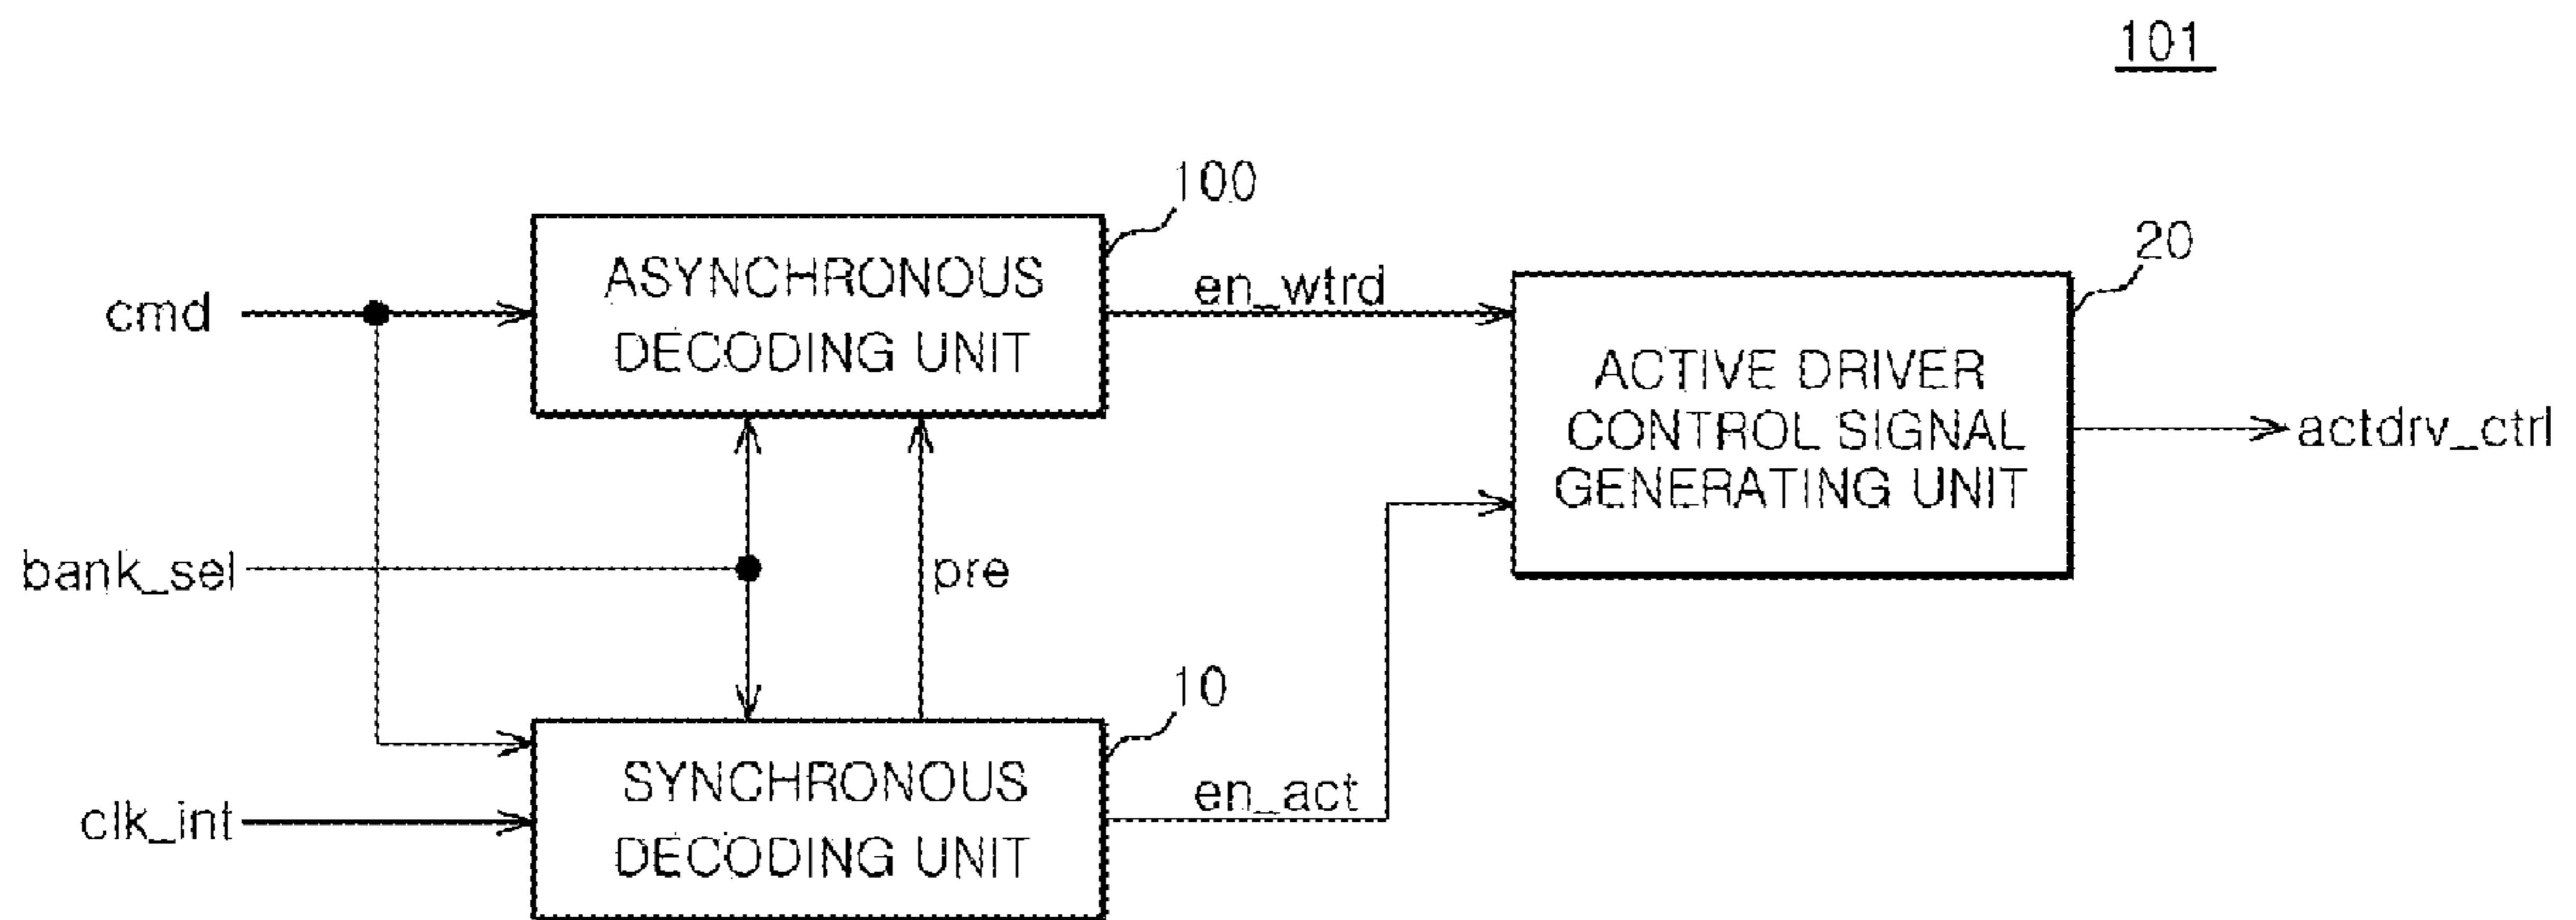 101
100
ASYNCHRONOUS
DECODING UNIT
cmd
en_wtrd
20
ACTIVE DRIVER
CONTROL SIGNAL
GENERATING UNIT
actdrv_ctrl
bank_sel
pre
10
SYNCHRONOUS
DECODING UNIT
clk_int
en_act